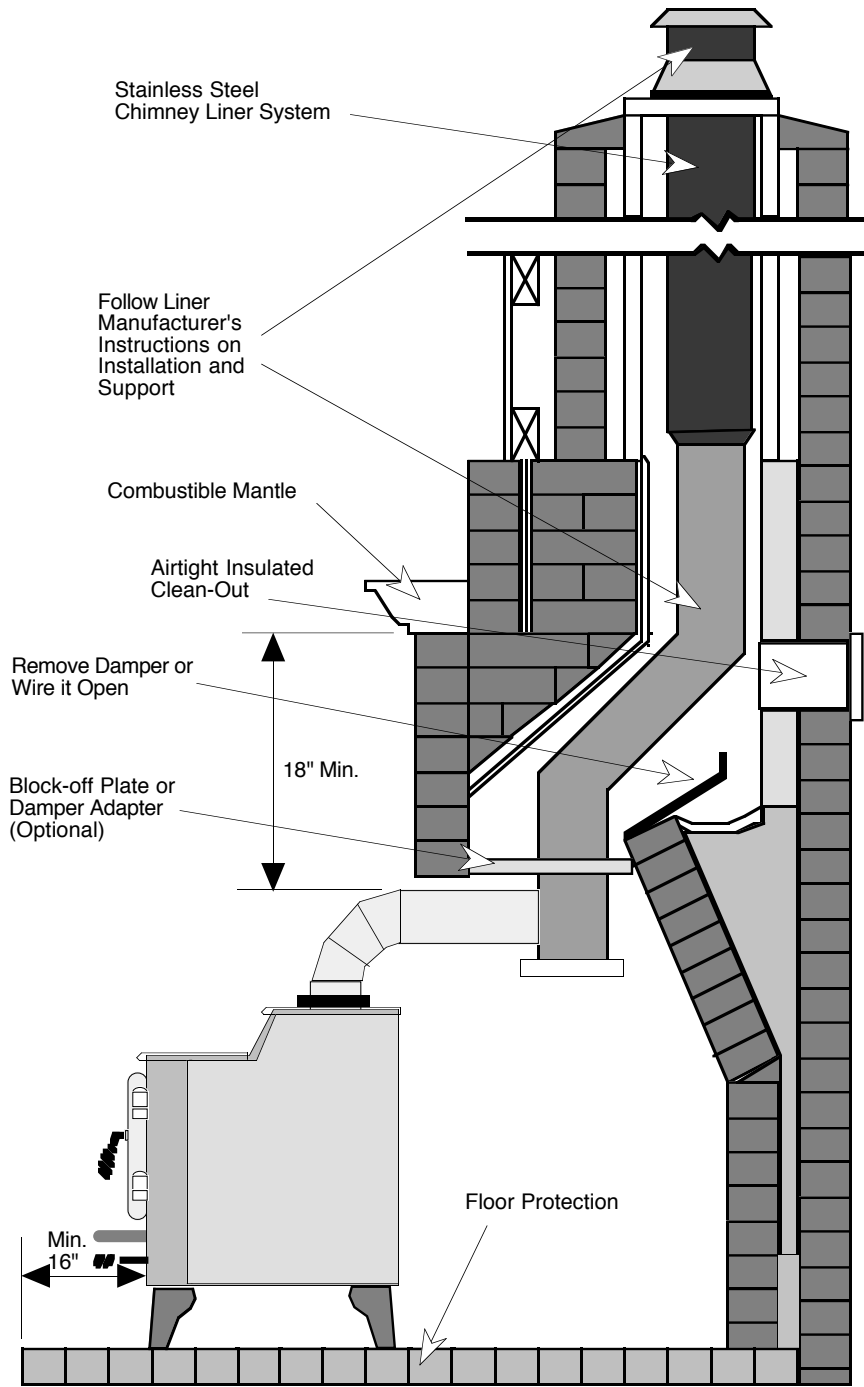 Stainless Steel
Chimney Liner System
Follow Liner
Manufacturer's
Instructions on
Installation and
Support
Combustible Mantle
Airtight Insulated
Clean-Out
Remove Damper or
Wire it Open
18" Min.
Block-off Plate or
Damper Adapter
(Optional)
Floor Protection
Min.
16"